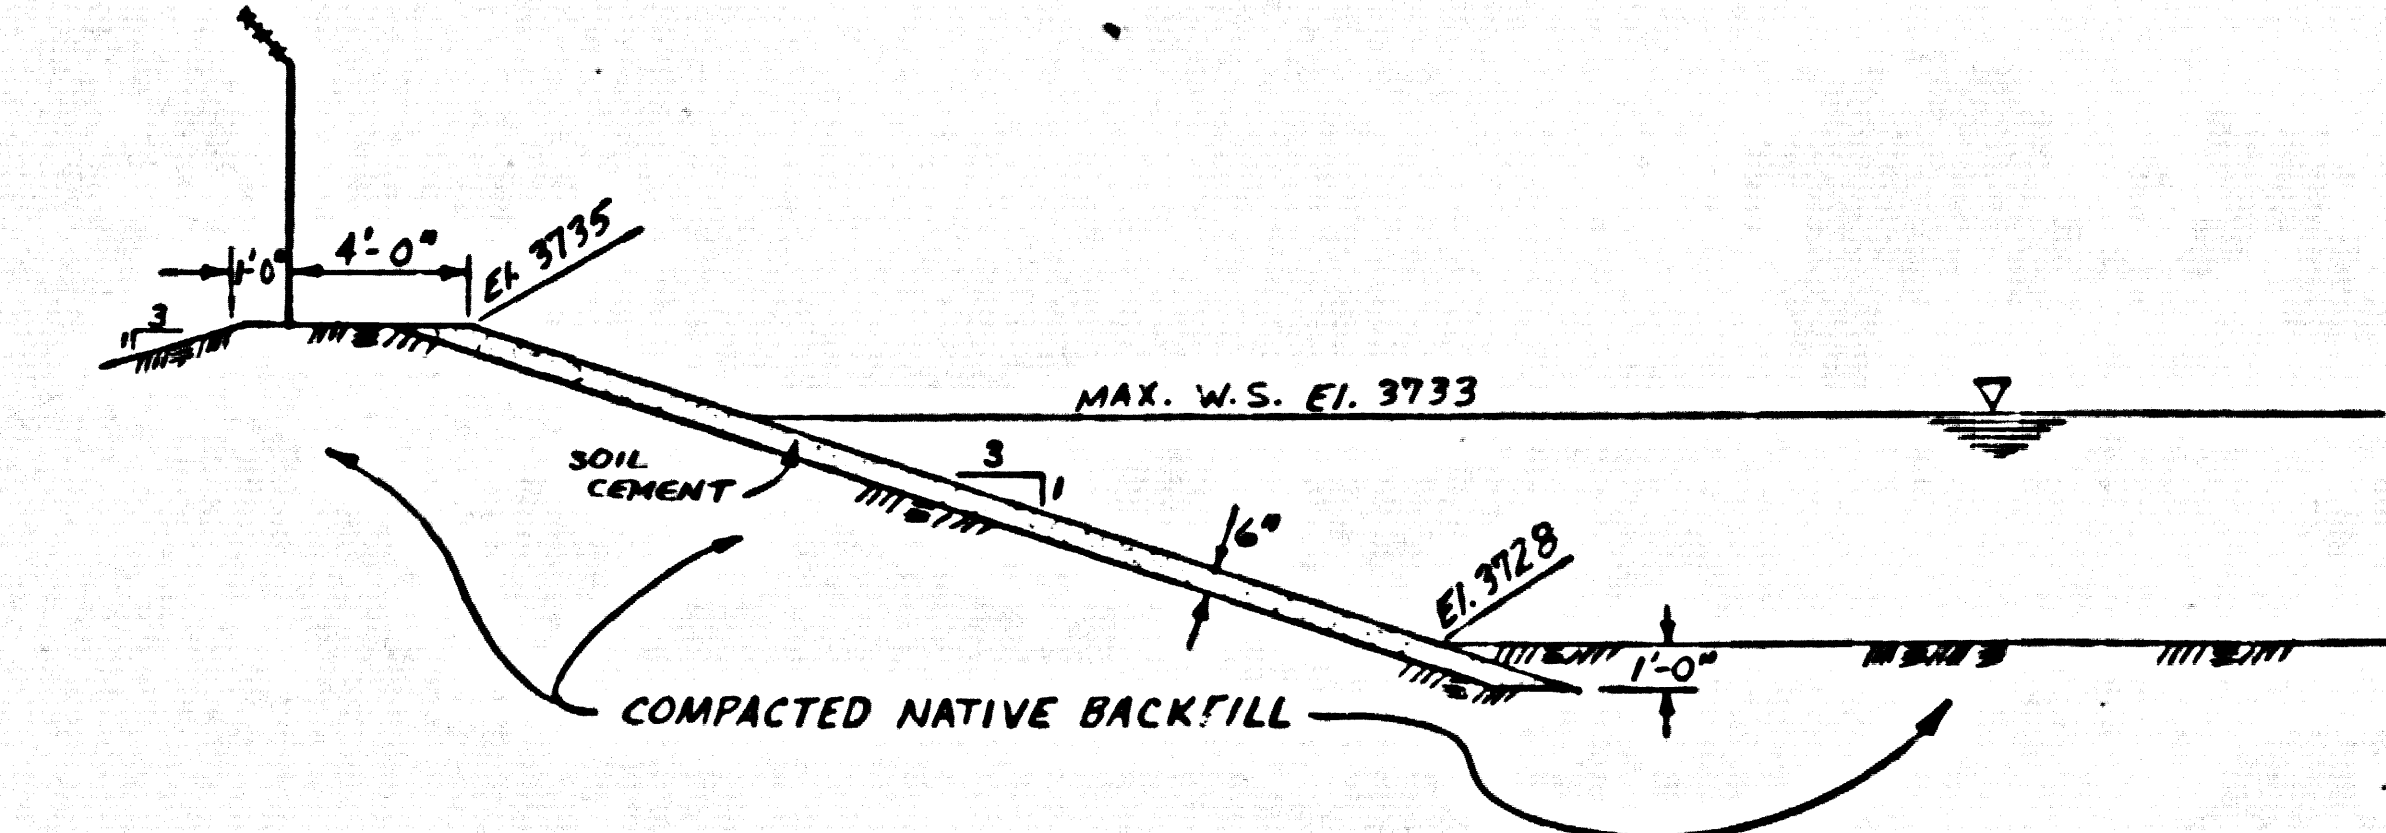 1'-0"
4'-0"
El. 3735
3
1
MAX. W.S. El. 3733
SOIL
CEMENT
3
1
6"
El. 3728
1'-0"
COMPACTED NATIVE BACKFILL